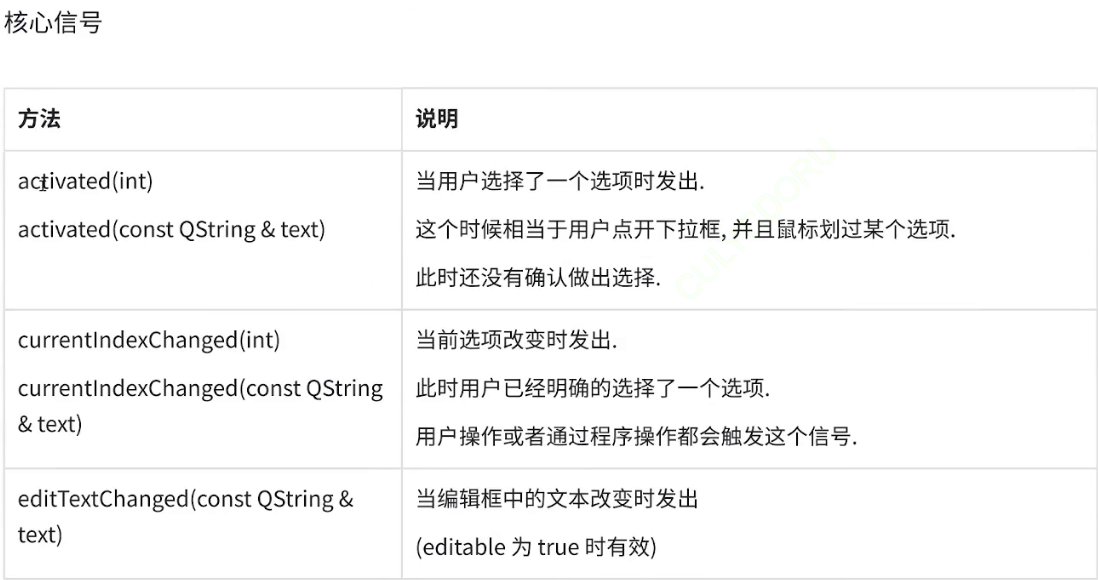 核心信号
方法
说明
activated(int)
activated(const QString & text)
当用户选择了一个选项时发出.
这个时候相当于用户点开下拉框, 并且鼠标划过某个选项.
此时还没有确认做出选择.
currentIndexChanged(int)
currentIndexChanged(const QString
& text)
当前选项改变时发出.
此时用户已经明确的选择了一个选项.
用户操作或者通过程序操作都会触发这个信号.
editTextChanged(const QString &
text)
当编辑框中的文本改变时发出
(editable 为 true 时有效)